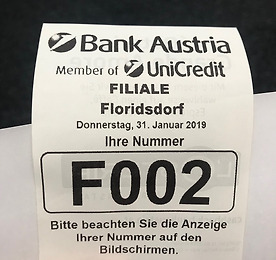 Bank Austria
Member of UniCredit
FILIALE
Floridsdorf
Donnerstag, 31. Januar 2019
Ihre Nummer
F002
Bitte beachten Sie die Anzeige
Ihrer Nummer auf den
Bildschirmen.